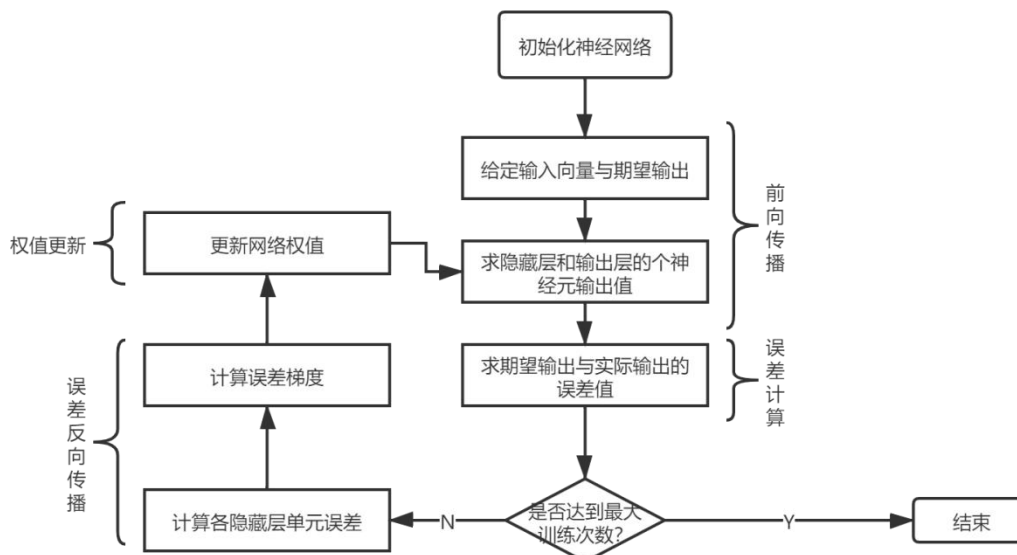 初始化神经网络
给定输入向量与期望输出
前向传播
权值更新
更新网络权值
求隐藏层和输出层的个神
经元输出值
误差反向传播
计算误差梯度
求期望输出与实际输出的
误差值
误差计算
计算各隐藏层单元误差
N
是否达到最大
训练次数?
Y
结束